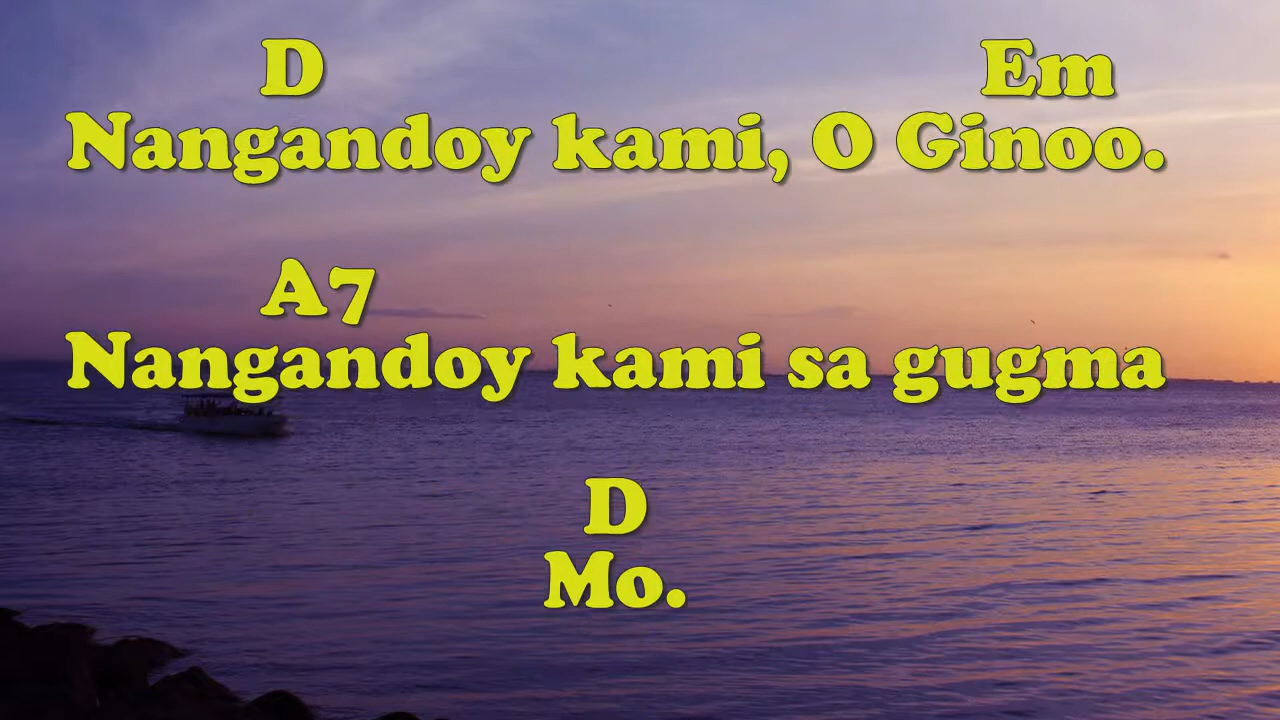 D Em
Nangandoy kami, O Ginoo.
A7
Nangandoy kami sa gugma
D
Mo.